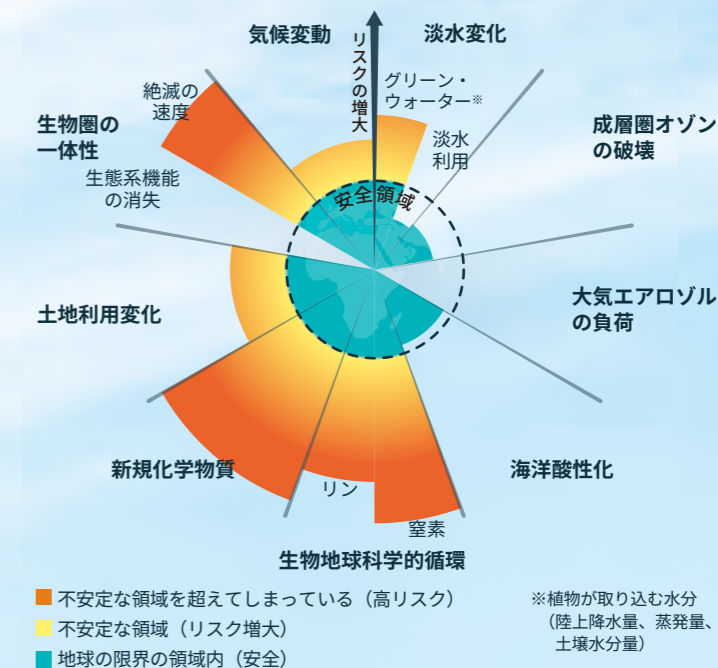 気候変動
リスクの増大
淡水変化
グリーン・
ウォーター※
淡水
利用
絶滅の
速度
生物圏の
一体性
生態系機能
の消失
成層圏オゾン
の破壊
安全領域
土地利用変化
大気エアロゾル
の負荷
新規化学物質
リン
窒素
海洋酸性化
生物地球科学的循環
不安定な領域を超えてしまっている（高リスク）
不安定な領域（リスク増大）
地球の限界の領域内（安全）
※植物が取り込む水分
（陸上降水量、蒸発量、
土壌水分量）